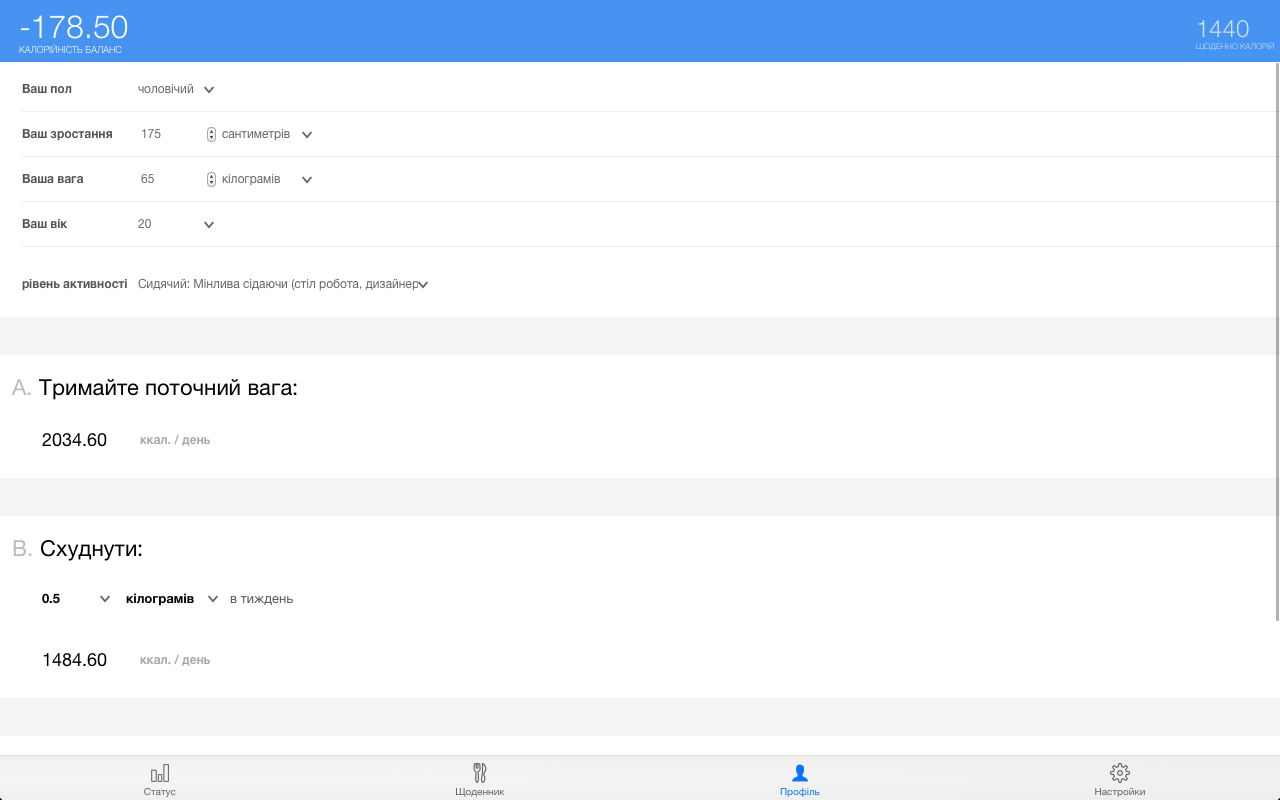 -178.50
КАЛОРІЙНІСТЬ БАЛАНС
1440
ЩОДЕННО КАЛОРІЙ
Ваш пол чоловічий
Ваш зростання 175 сантиметрів
Ваша вага 65 кілограмів
Ваш вік 20
рівень активності Сидячий: Мінлива сідаючи (стіл робота, дизайнер
A. Тримайте поточний вага:
2034.60 ккал. / день
B. Схуднути:
0.5 кілограмів в тиждень
1484.60 ккал. / день
Статус Щоденник Профіль Настройки